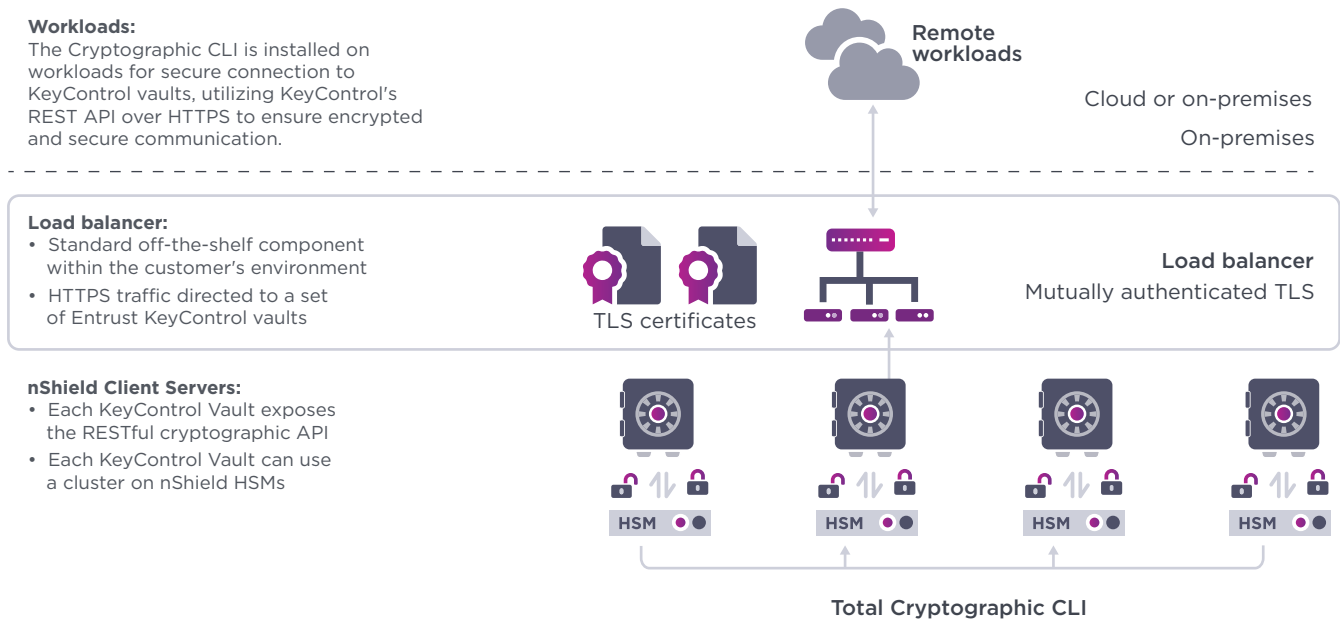 Workloads:
The Cryptographic CLI is installed on
workloads for secure connection to
KeyControl vaults, utilizing KeyControl's
REST API over HTTPS to ensure encrypted
and secure communication.
Remote
workloads
Cloud or on-premises
On-premises
Load balancer:
• Standard off-the-shelf component
within the customer's environment
• HTTPS traffic directed to a set
of Entrust KeyControl vaults
TLS certificates
Load balancer
Mutually authenticated TLS
nShield Client Servers:
• Each KeyControl Vault exposes
the RESTful cryptographic API
• Each KeyControl Vault can use
a cluster on nShield HSMs
HSM
HSM
HSM
HSM
Total Cryptographic CLI